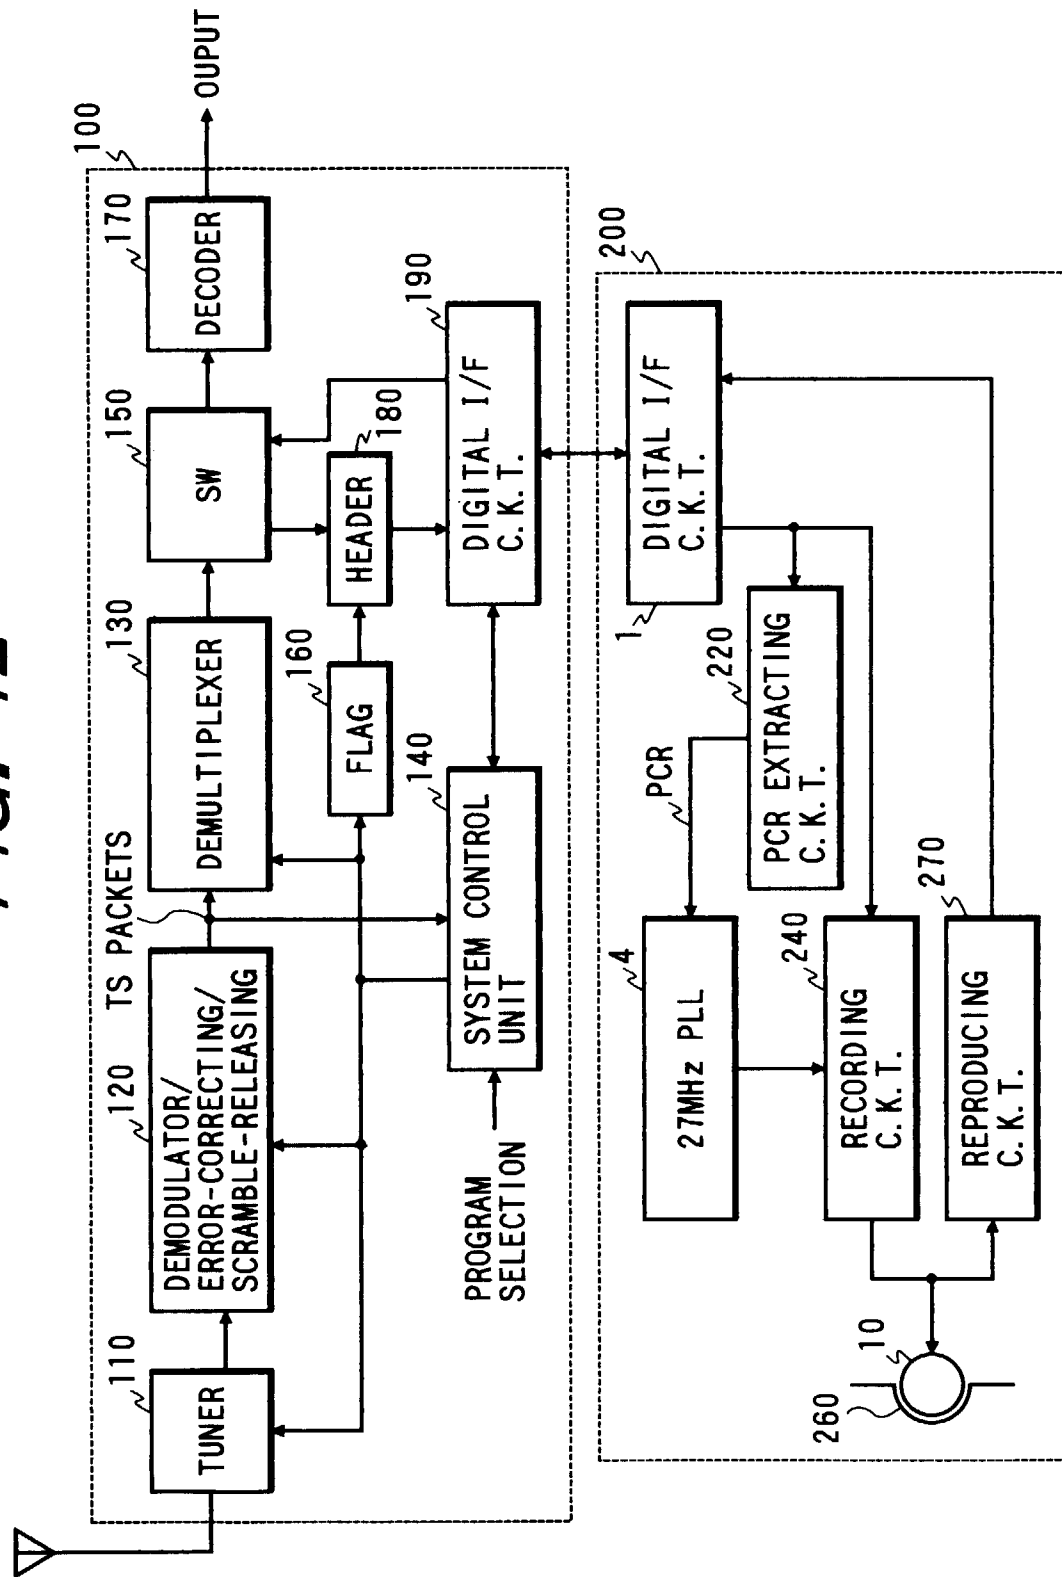 100
110
TUNER
120
DEMODULATOR/
ERROR-CORRECTING/
SCRAMBLE-RELEASING
TS PACKETS
130
DEMULTIPLEXER
150
SW
170
DECODER
OUPUT
160
FLAG
180
HEADER
PROGRAM
SELECTION
140
SYSTEM CONTROL
UNIT
190
DIGITAL I/F
C.K.T.
200
1
DIGITAL I/F
C.K.T.
220
PCR EXTRACTING
C.K.T.
PCR
4
27MHz PLL
240
RECORDING
C.K.T.
270
REPRODUCING
C.K.T.
10
260